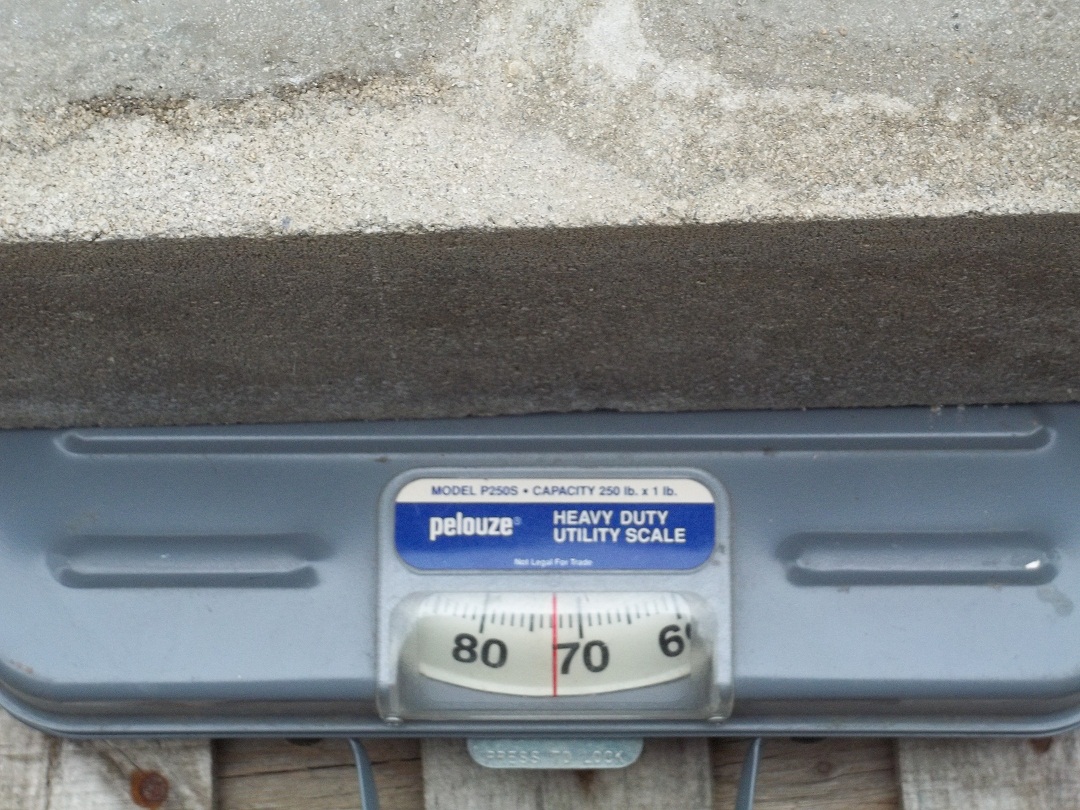 MODEL P250S • CAPACITY 250 lb. x 1 lb.
pelouze®
HEAVY DUTY
UTILITY SCALE
Not Legal For Trade
80 70 60
PRESS TO LOCK